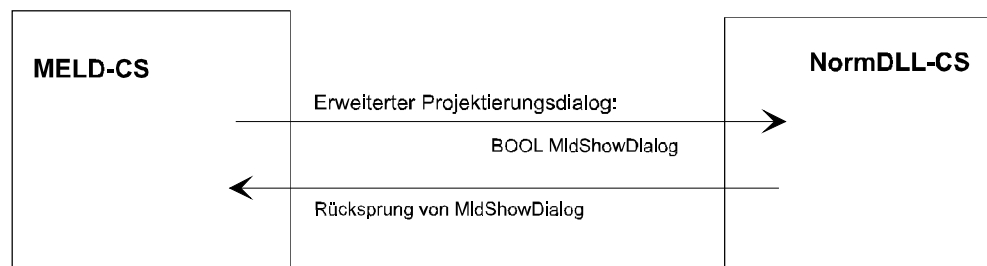 MELD-CS
NormDLL-CS
Erweiterter Projektierungsdialog:
BOOL MldShowDIalog
Rücksprung von MldShowDialog